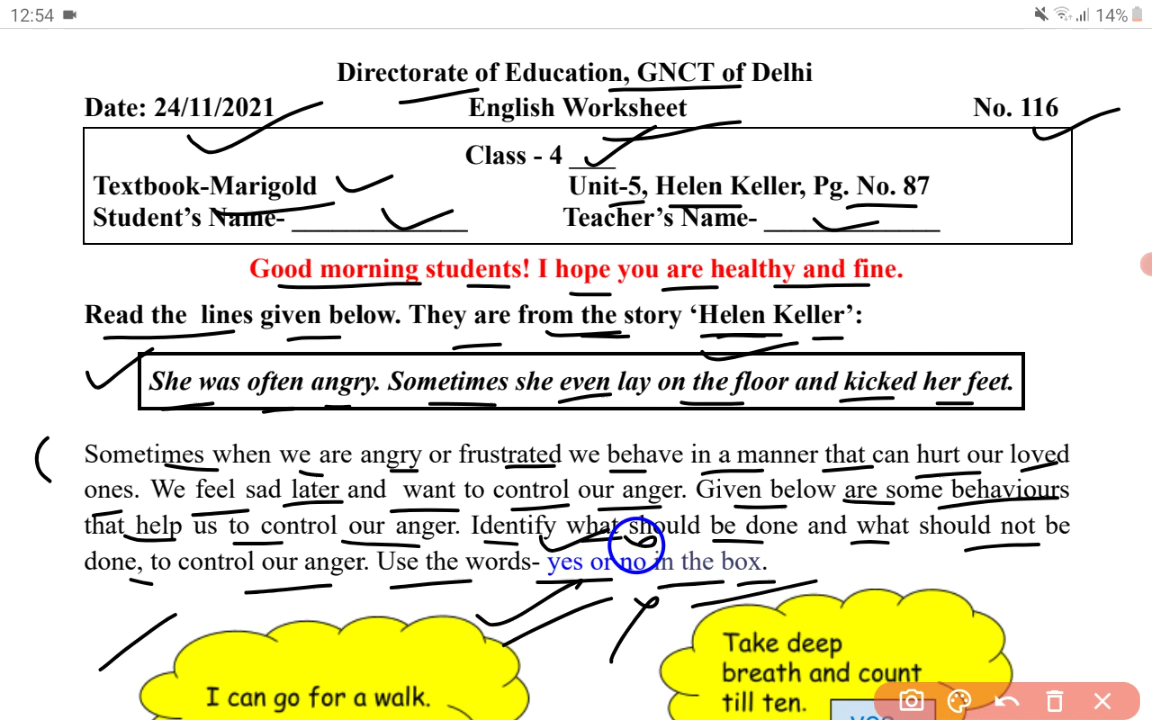 12:54
14%
Directorate of Education, GNCT of Delhi
Date: 24/11/2021 English Worksheet No. 116
Class - 4 ____
Textbook-Marigold Unit-5, Helen Keller, Pg. No. 87
Student's Name- _______________ Teacher's Name- _______________
Good morning students! I hope you are healthy and fine.
Read the lines given below. They are from the story ‘Helen Keller’:
She was often angry. Sometimes she even lay on the floor and kicked her feet.
Sometimes when we are angry or frustrated we behave in a manner that can hurt our loved
ones. We feel sad later and want to control our anger. Given below are some behaviours
that help us to control our anger. Identify what should be done and what should not be
done, to control our anger. Use the words- yes or no in the box.
I can go for a walk.
Take deep
breath and count
till ten.
yes